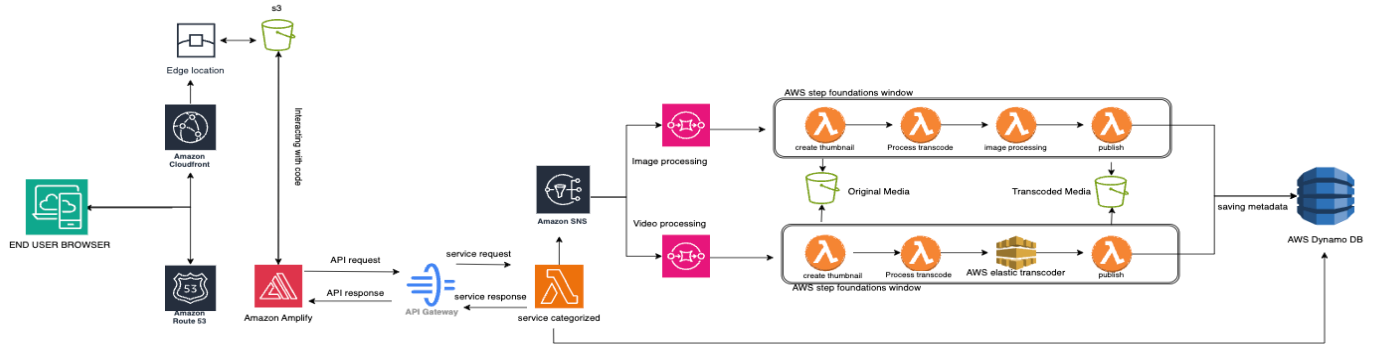 s3
Edge location
Amazon
Cloudfront
END USER BROWSER
53
Amazon
Route 53
Interacting with
code
Amazon Amplify
API request
API response
API Gateway
service request
service response
service categorized
Amazon SNS
Image processing
Video processing
AWS step foundations window
create thumbnail
Process transcode
image processing
publish
Original Media
Transcoded Media
create thumbnail
Process transcode
AWS elastic transcoder
publish
AWS step foundations window
saving metadata
AWS Dynamo DB